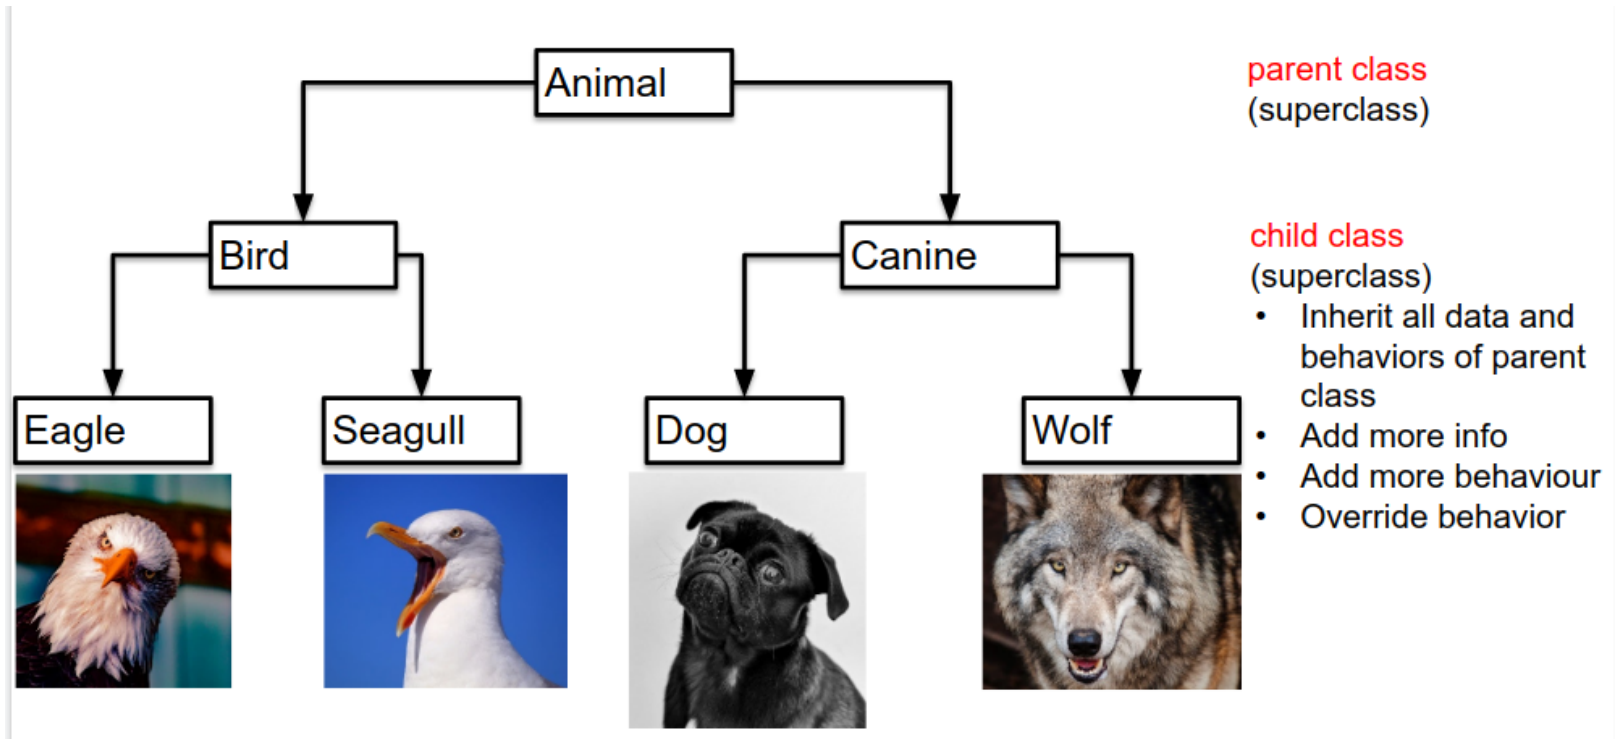 Animal
parent class
(superclass)
Bird
Canine
child class
(superclass)
• Inherit all data and
behaviors of parent
class
• Add more info
• Add more behaviour
• Override behavior
Eagle
Seagull
Dog
Wolf